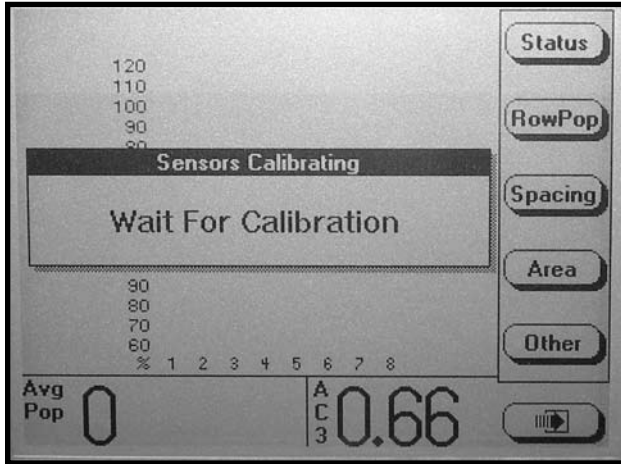 Status
120
110
100
90
80
RowPop
Sensors Calibrating
Wait For Calibration
Spacing
Area
90
80
70
60
% 1 2 3 4 5 6 7 8
Other
Avg
Pop 0
A
C
3 0.66